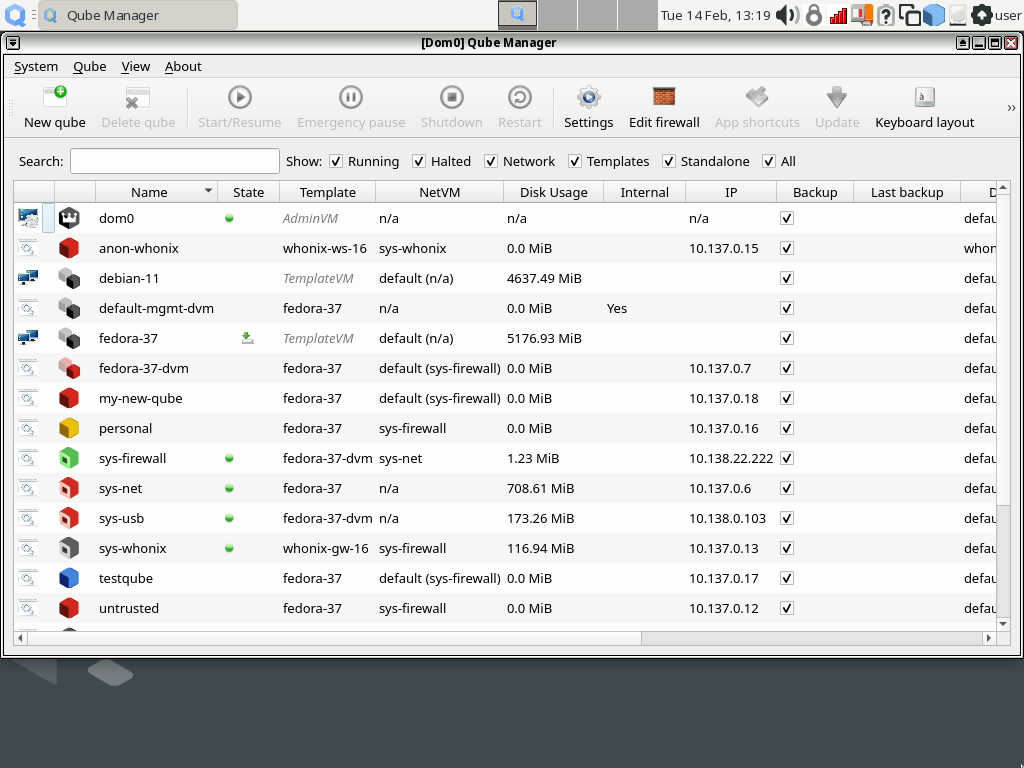 Qube Manager Tue 14 Feb, 13:19 user
[Dom0] Qube Manager
System Qube View About
New qube Delete qube Start/Resume Emergency pause Shutdown Restart Settings Edit firewall App shortcuts Update Keyboard layout »
Search: Show: Running Halted Network Templates Standalone All
Name State Template NetVM Disk Usage Internal IP Backup Last backup D
dom0 AdminVM n/a n/a n/a defau
anon-whonix whonix-ws-16 sys-whonix 0.0 MiB 10.137.0.15 whon
debian-11 TemplateVM default (n/a) 4637.49 MiB defau
default-mgmt-dvm fedora-37 n/a 0.0 MiB Yes defau
fedora-37 TemplateVM default (n/a) 5176.93 MiB defau
fedora-37-dvm fedora-37 default (sys-firewall) 0.0 MiB 10.137.0.7 defau
my-new-qube fedora-37 default (sys-firewall) 0.0 MiB 10.137.0.18 defau
personal fedora-37 sys-firewall 0.0 MiB 10.137.0.16 defau
sys-firewall fedora-37-dvm sys-net 1.23 MiB 10.138.22.222 defau
sys-net fedora-37 n/a 708.61 MiB 10.137.0.6 defau
sys-usb fedora-37-dvm n/a 173.26 MiB 10.138.0.103 defau
sys-whonix whonix-gw-16 sys-firewall 116.94 MiB 10.137.0.13 defau
testqube fedora-37 default (sys-firewall) 0.0 MiB 10.137.0.17 defau
untrusted fedora-37 sys-firewall 0.0 MiB 10.137.0.12 defau